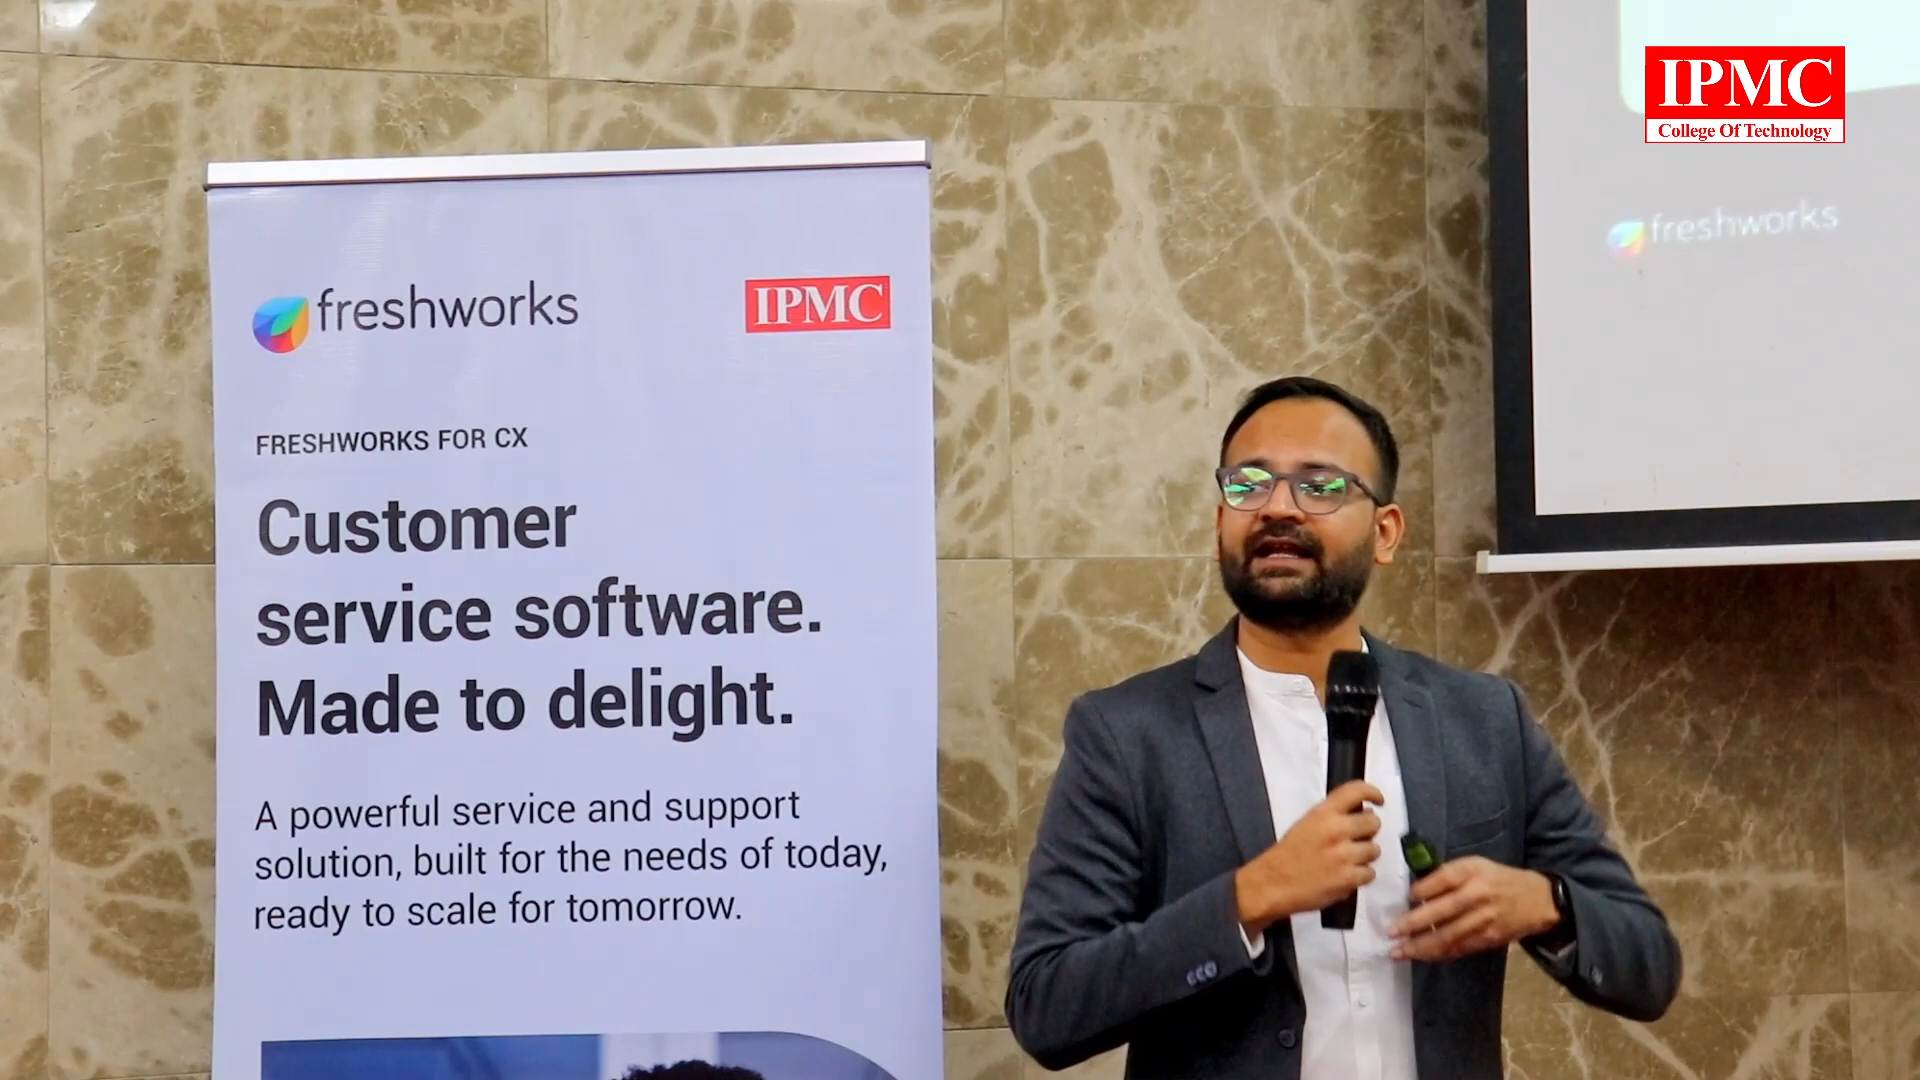 IPMC
College Of Technology
freshworks
freshworks
IPMC
FRESHWORKS FOR CX
Customer
service software.
Made to delight.
A powerful service and support
solution, built for the needs of today,
ready to scale for tomorrow.